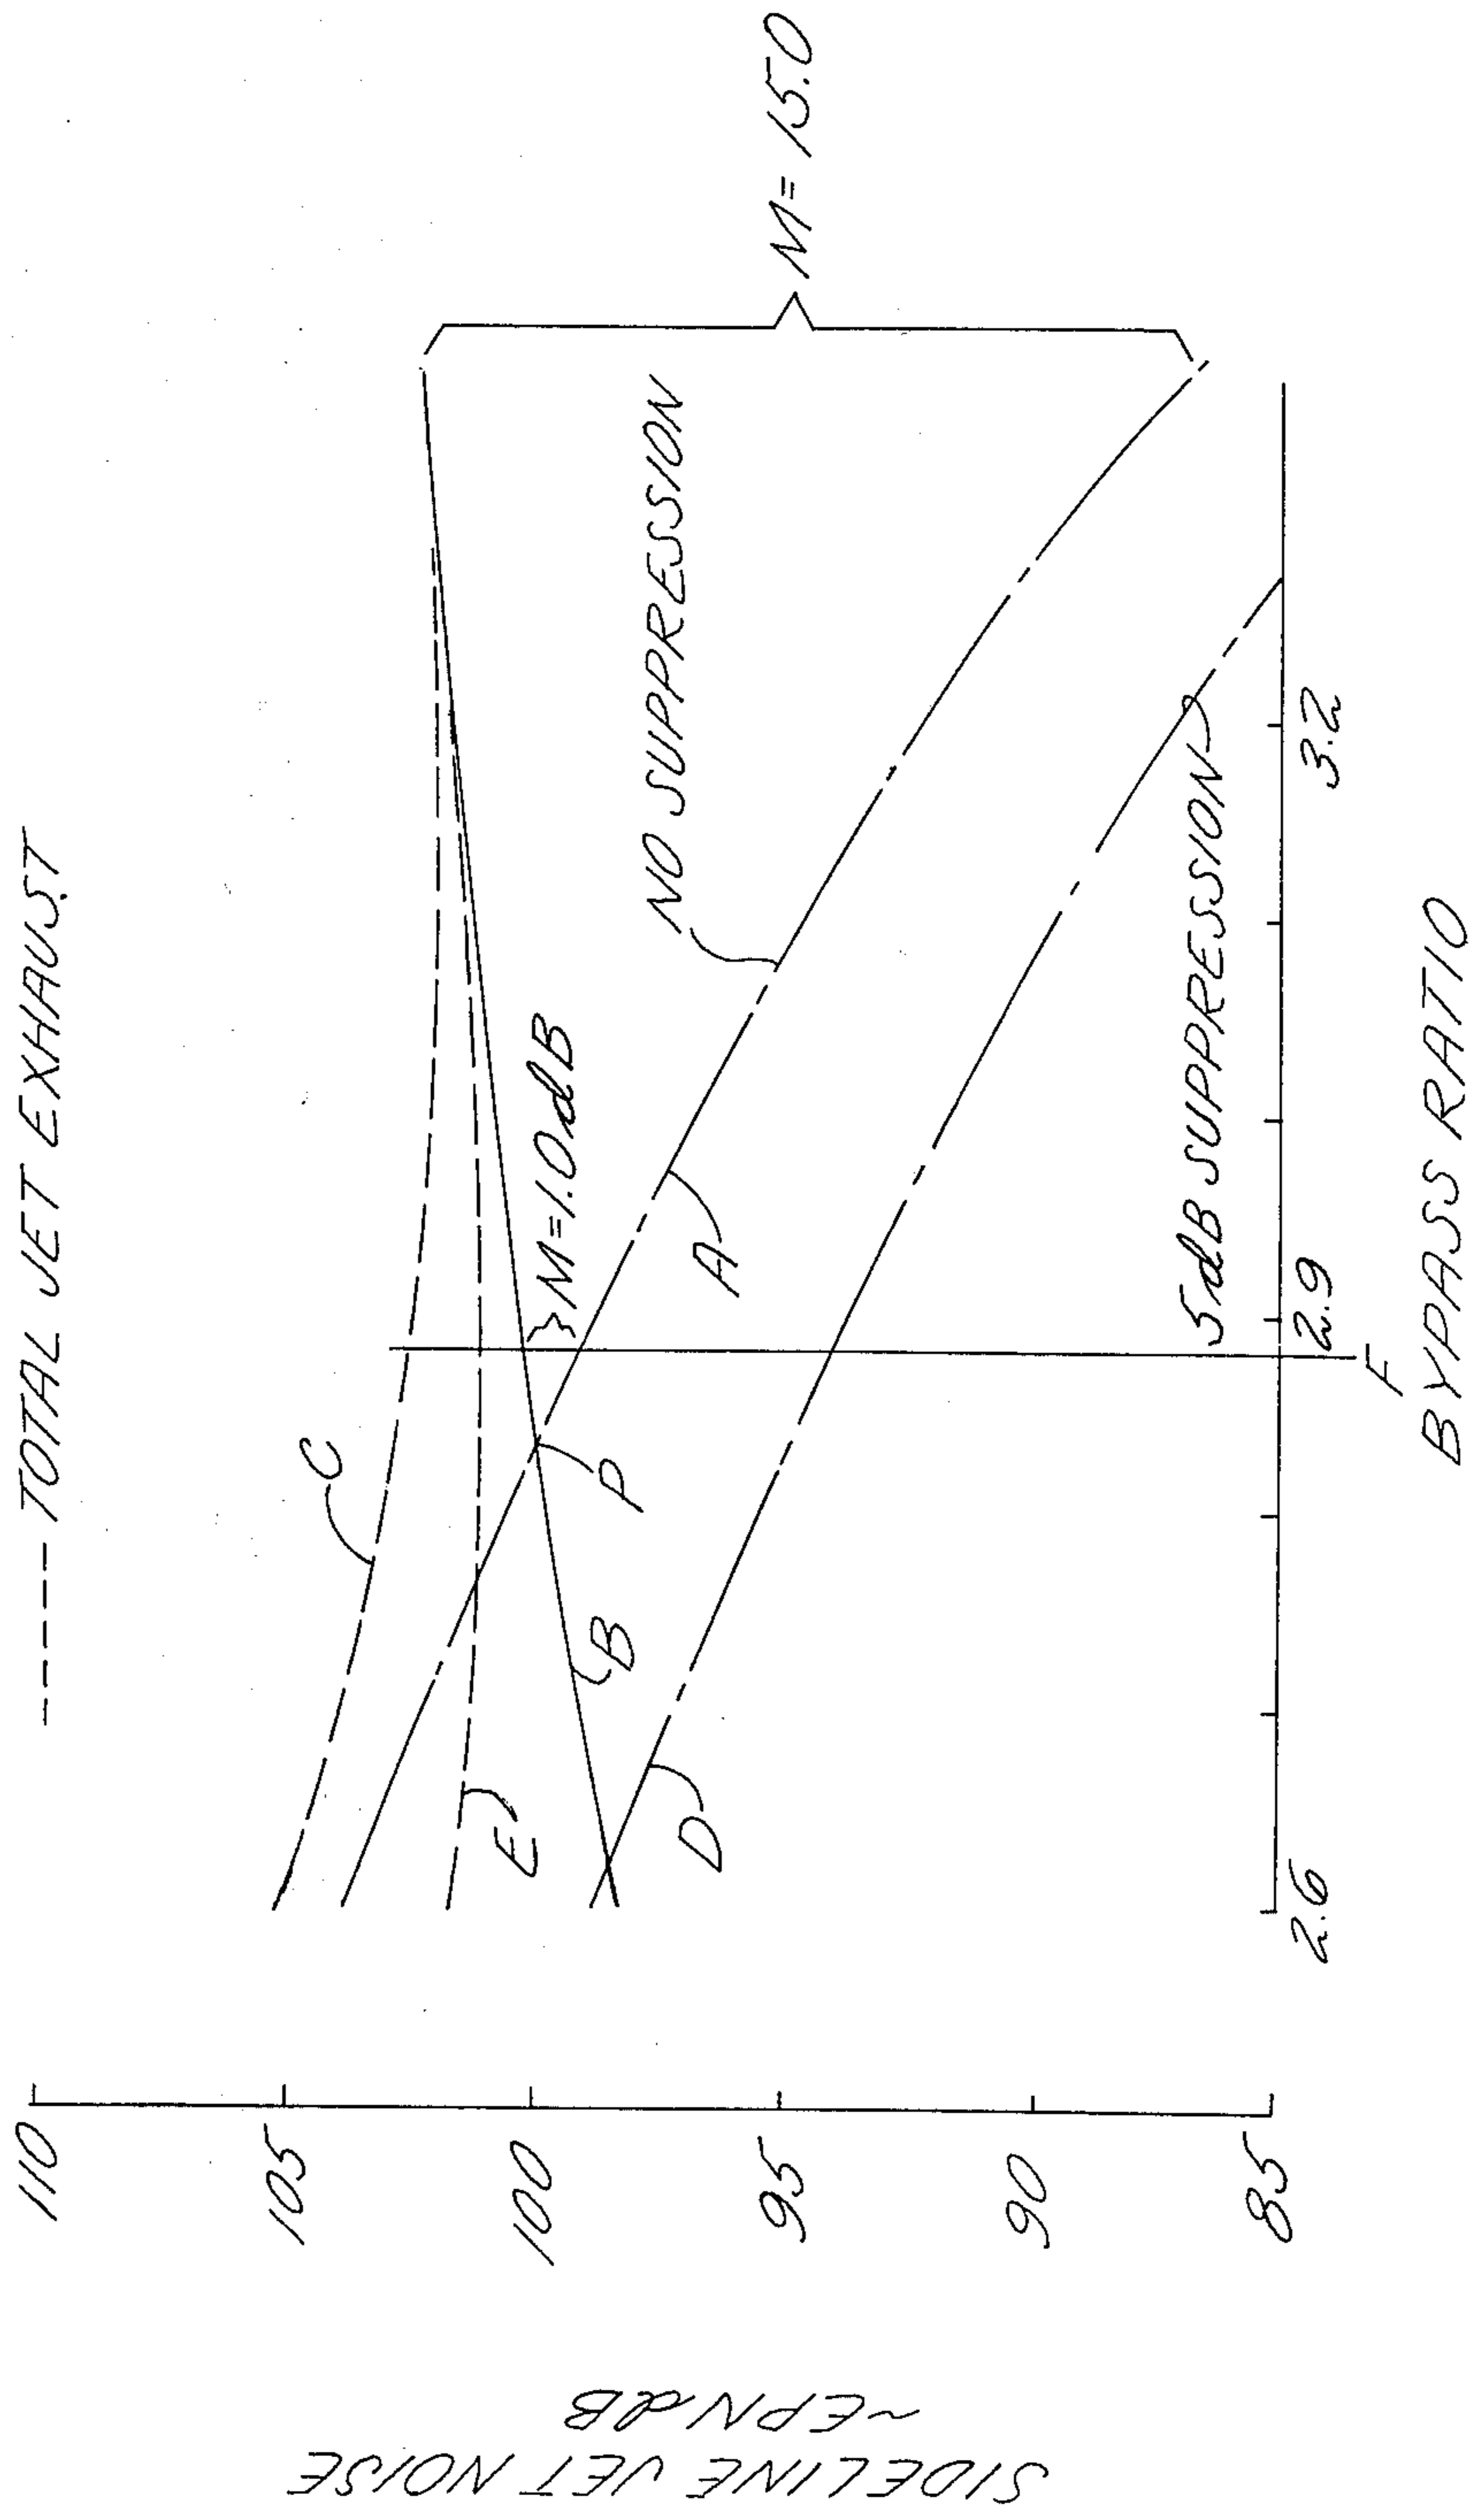 TOTAL JET EXHAUST
SIDELINE JET NOISE
~EPNdB
110
105
100
95
90
85
C
E
B
P
D
A
M=1.0dB
NO SUPPRESSION
5dB SUPPRESSION
M=15.0
2.6
2.9
3.2
F
BYPASS RATIO